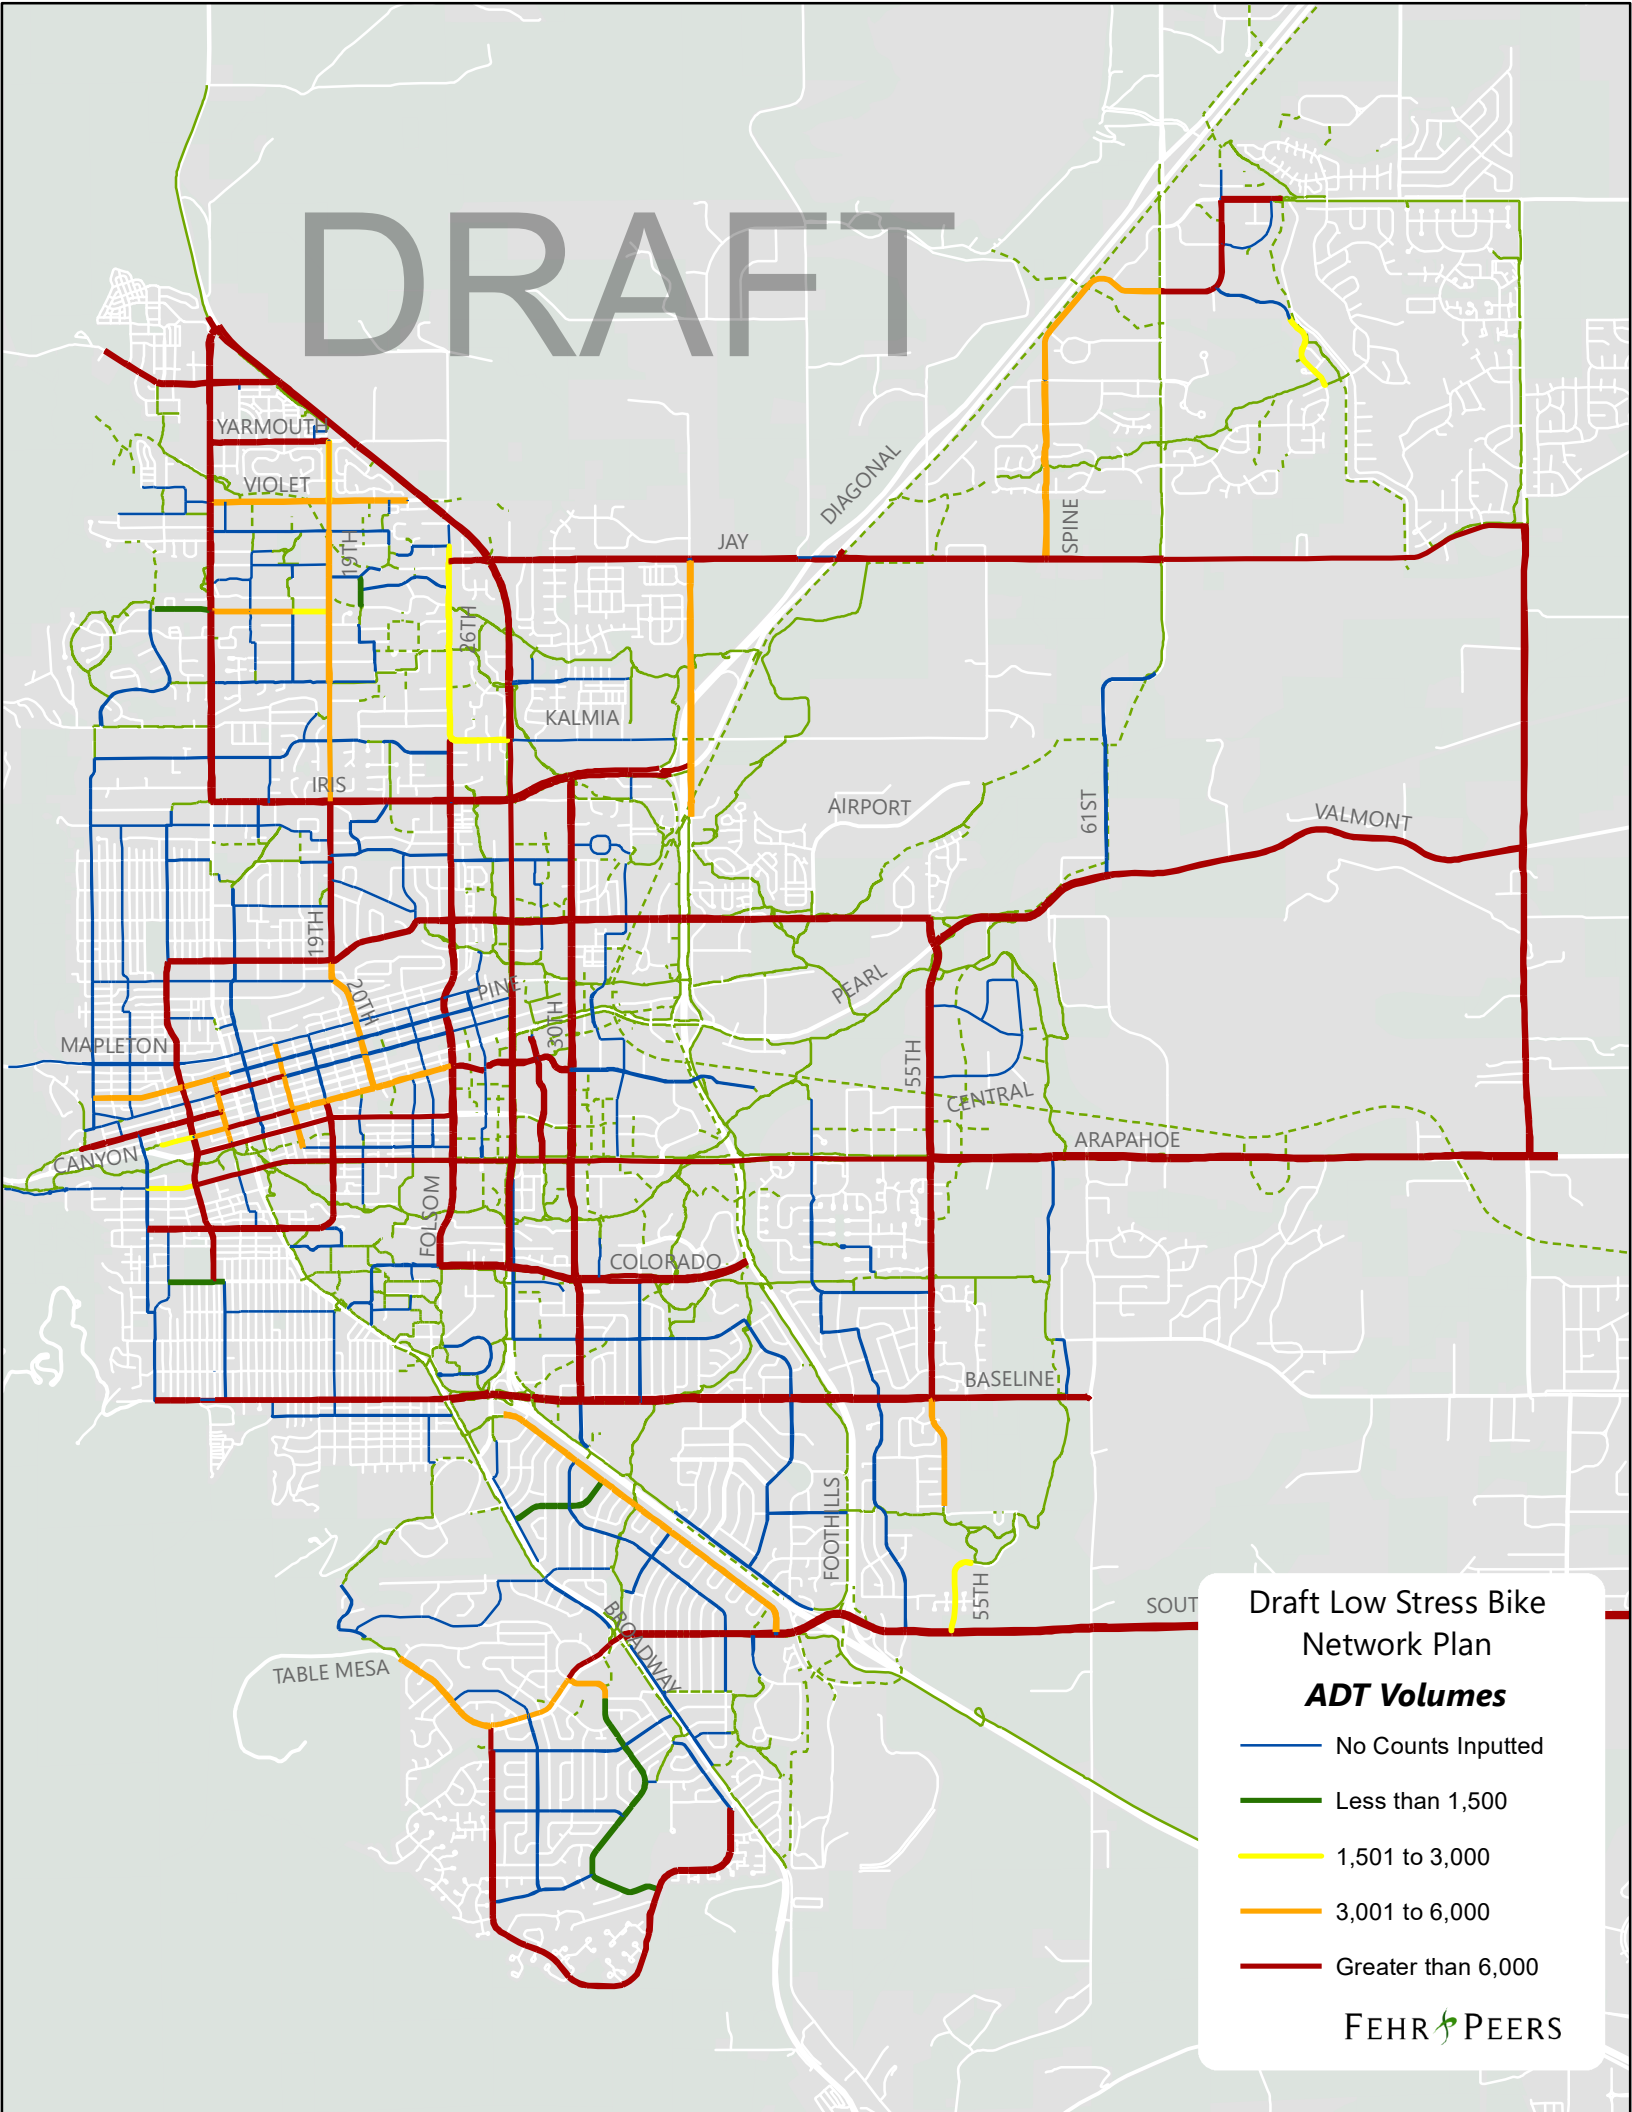 DRAFT
YARMOUTH
VIOLET
19TH
DIAGONAL
JAY
SPINE
26TH
KALMIA
IRIS
AIRPORT
61ST
VALMONT
19TH
20TH
PINE
PEARL
30TH
MAPLETON
55TH
CENTRAL
CANYON
ARAPAHOE
FOLSOM
COLORADO
BASELINE
FOOTHILLS
55TH
SOUT
BROADWAY
TABLE MESA
Draft Low Stress Bike
Network Plan
ADT Volumes
No Counts Inputted
Less than 1,500
1,501 to 3,000
3,001 to 6,000
Greater than 6,000
FEHR PEERS